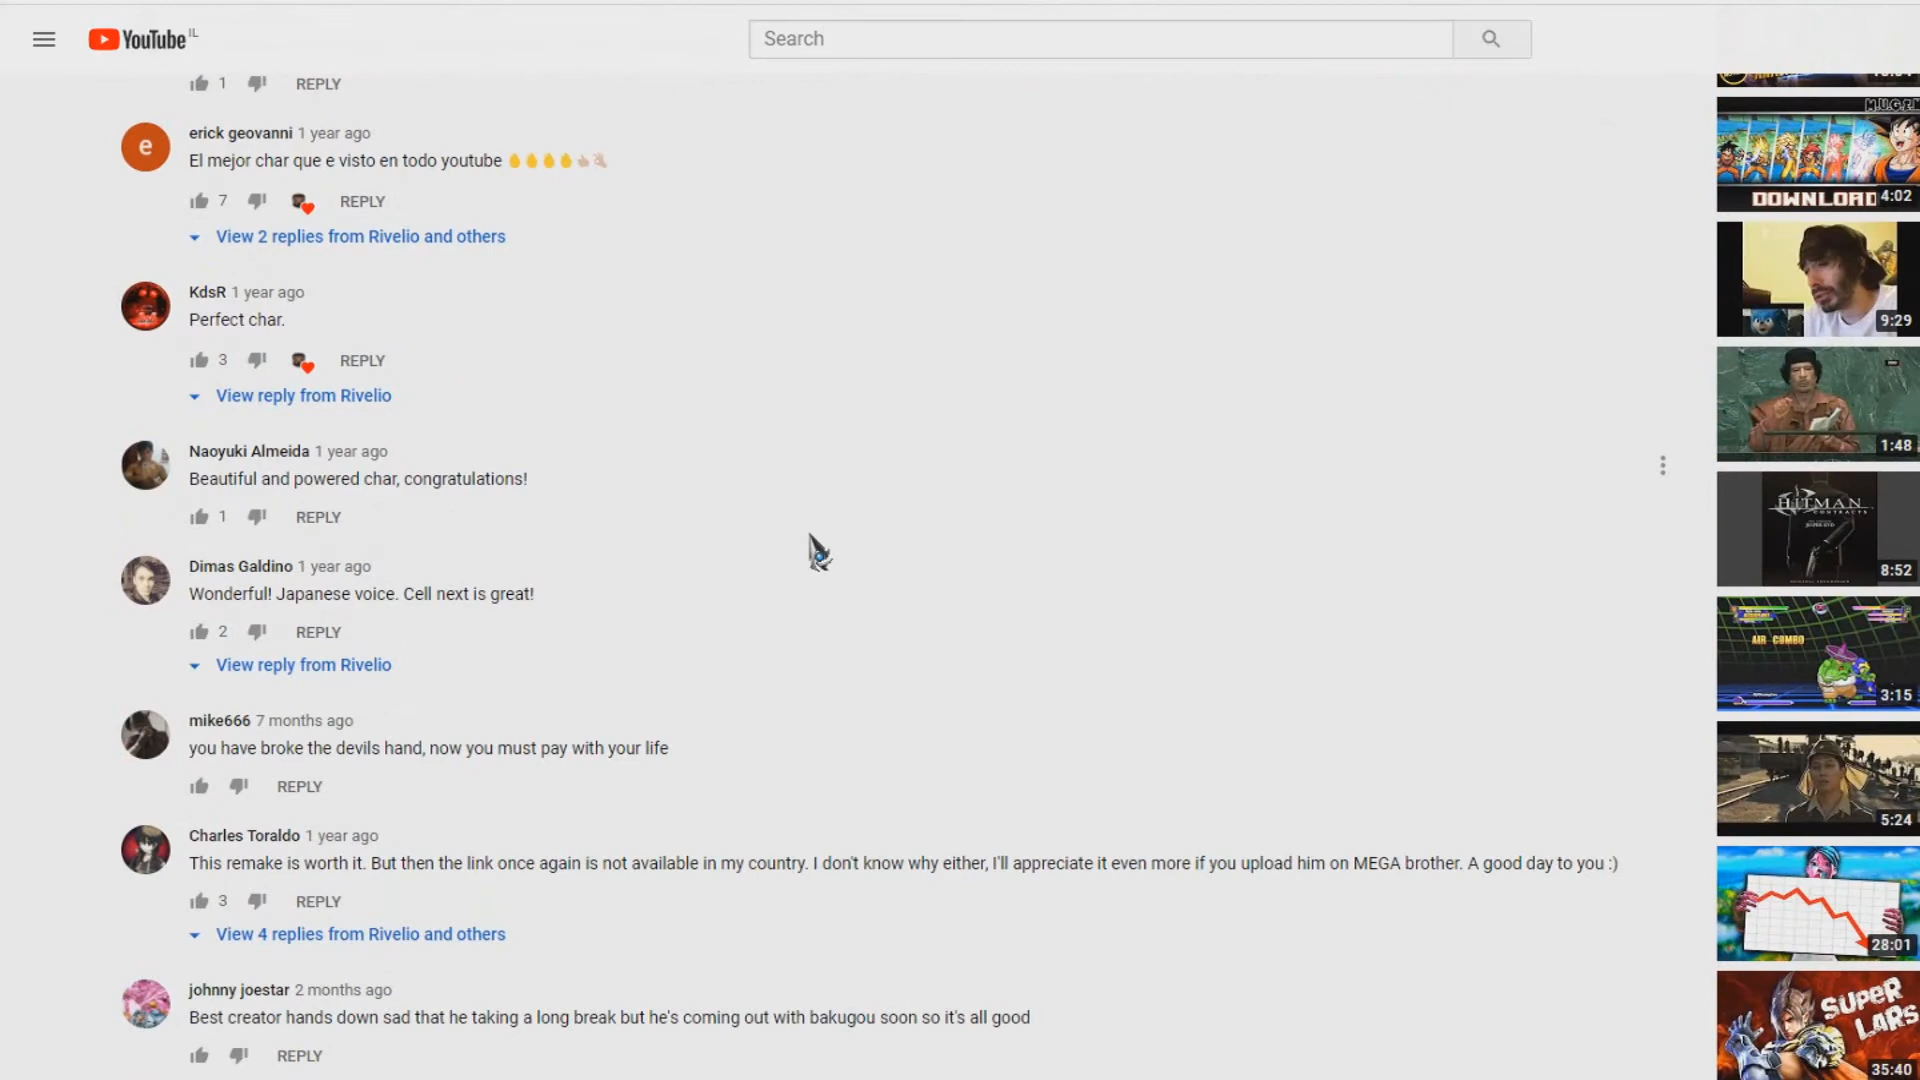 YouTube IL
Search
1 REPLY
erick geovanni 1 year ago
e
El mejor char que e visto en todo youtube
7 REPLY
View 2 replies from Rivelio and others
KdsR 1 year ago
Perfect char.
3 REPLY
View reply from Rivelio
Naoyuki Almeida 1 year ago
Beautiful and powered char, congratulations!
1 REPLY
Dimas Galdino 1 year ago
Wonderful! Japanese voice. Cell next is great!
2 REPLY
View reply from Rivelio
mike666 7 months ago
you have broke the devils hand, now you must pay with your life
REPLY
Charles Toraldo 1 year ago
This remake is worth it. But then the link once again is not available in my country. I don't know why either, I'll appreciate it even more if you upload him on MEGA brother. A good day to you :)
3 REPLY
View 4 replies from Rivelio and others
johnny joestar 2 months ago
Best creator hands down sad that he taking a long break but he's coming out with bakugou soon so it's all good
REPLY
M.U.G.E.N
DOWNLOAD
4:02
9:29
1:48
HITMAN
CONTRACTS
8:52
AIR COMBO
3:15
5:24
28:01
SUPER
LARS
35:40